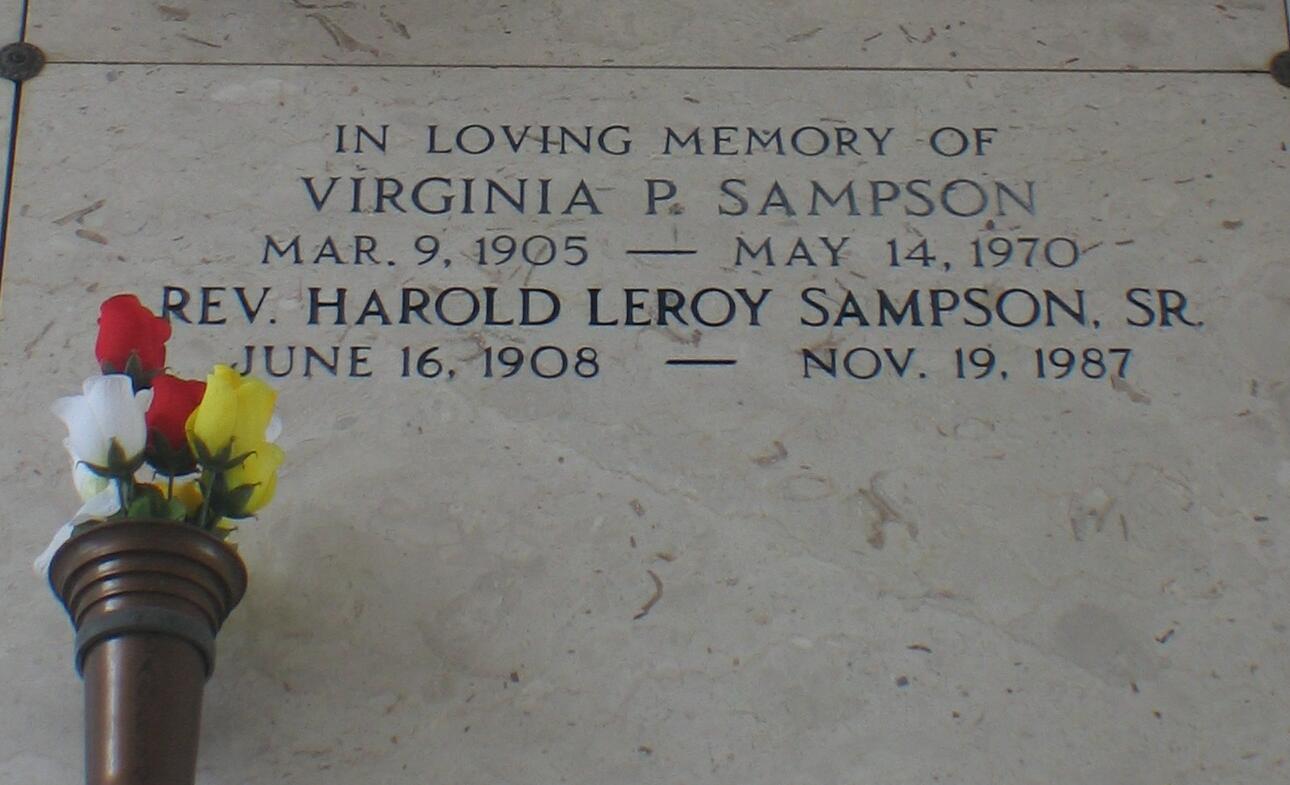 IN LOVING MEMORY OF
VIRGINIA P. SAMPSON
MAR. 9, 1905 — MAY 14, 1970
REV. HAROLD LEROY SAMPSON, SR.
JUNE 16, 1908 — NOV. 19, 1987